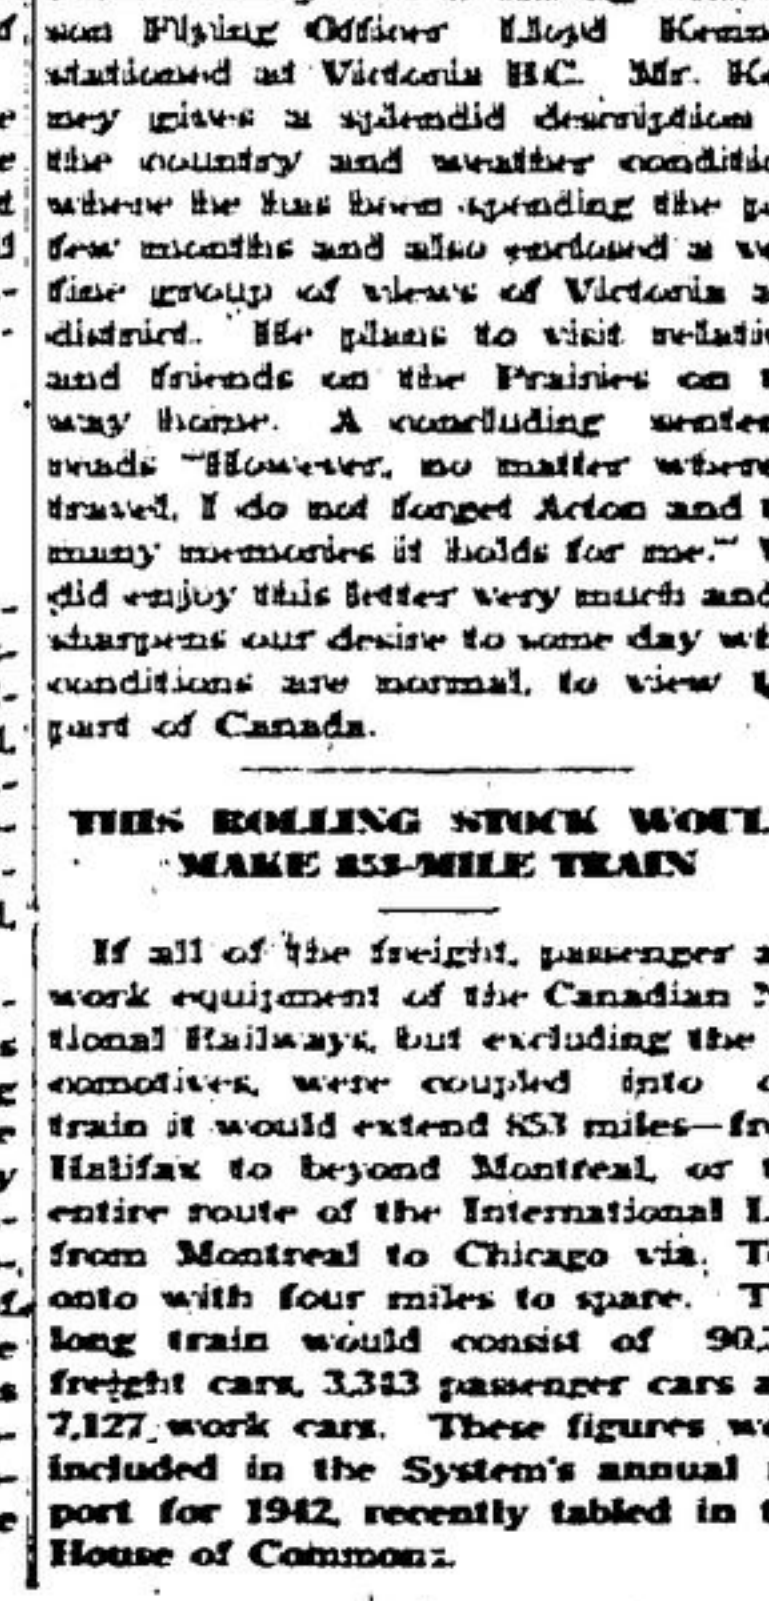 son Flying Officer Lloyd Kenn
stationed at Victoria B.C. Mr. Ke
ney gives a splendid description
the country and weather conditio
where he has been spending the p
few months and also enclosed a ve
fine group of views of Victoria a
district. He plans to visit relativ
and friends on the Prairies on
way home. A concluding senten
reads "However, no matter where
travel, I do not forget Acton and t
many memories it holds for me."
did enjoy this letter very much and
sharpens our desire to some day wh
conditions are normal, to view t
part of Canada.
THIS ROLLING STOCK WOUL
MAKE 853-MILE TRAIN
If all of the freight, passenger a
work equipment of the Canadian N
tional Railways, but excluding the
comotives, were coupled into o
train it would extend 853 miles—fro
Halifax to beyond Montreal, or t
entire route of the International L
from Montreal to Chicago via. To
onto with four miles to spare. T
long train would consist of 90,
freight cars, 3,313 passenger cars a
7,127 work cars. These figures we
included in the System's annual
port for 1942, recently tabled in t
House of Commons.